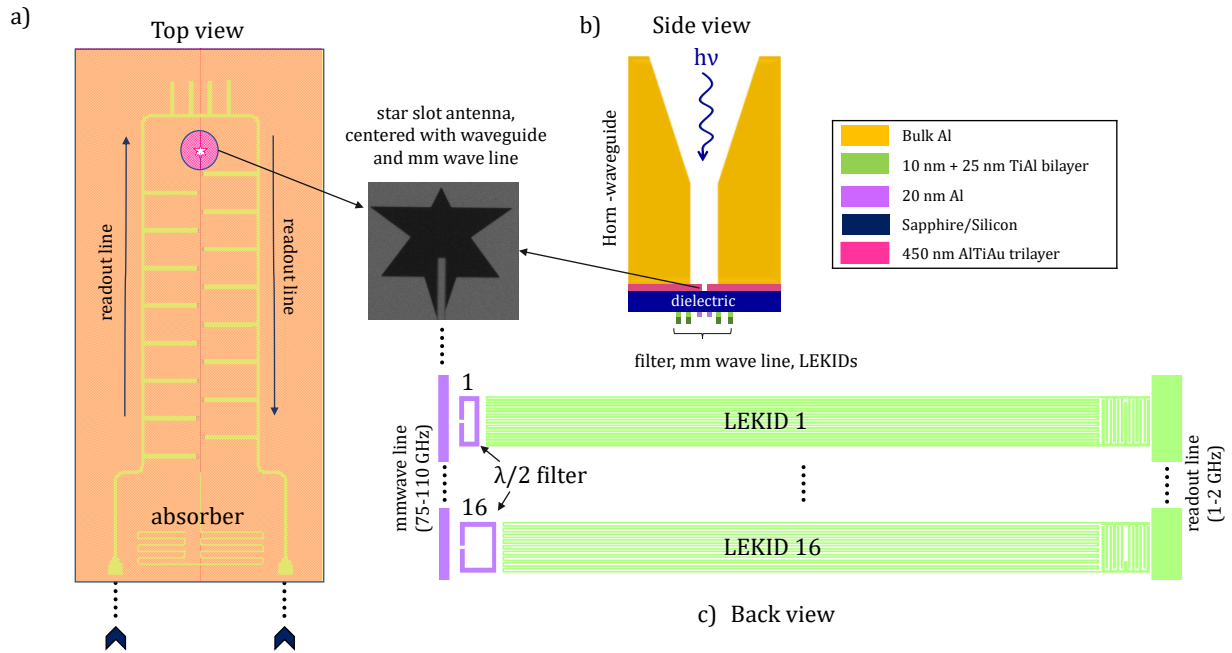 a)
Top view
readout line
readout line
absorber
star slot antenna,
centered with waveguide
and mm wave line
b)
Side view
hν
Horn -waveguide
dielectric
filter, mm wave line, LEKIDs
Bulk Al
10 nm + 25 nm TiAl bilayer
20 nm Al
Sapphire/Silicon
450 nm AlTiAu trilayer
1
LEKID 1
λ/2 filter
16
LEKID 16
mmwave line
(75-110 GHz)
readout line
(1-2 GHz)
c) Back view